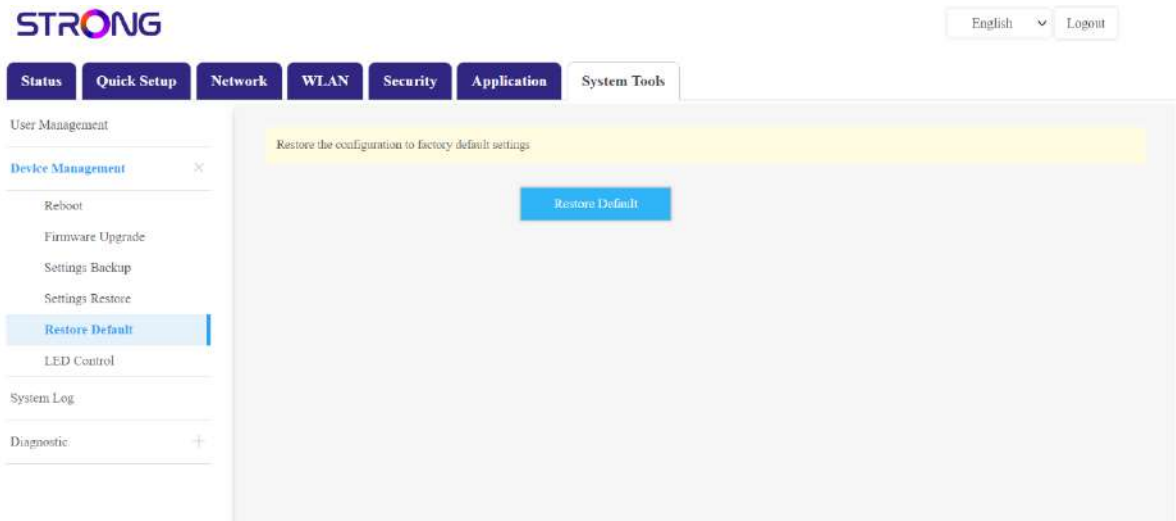 STRONG
English
Logout
Status
Quick Setup
Network
WLAN
Security
Application
System Tools
User Management
Restore the configuration to factory default settings
Device Management
Restore Default
Reboot
Firmware Upgrade
Settings Backup
Settings Restore
Restore Default
LED Control
System Log
Diagnostic